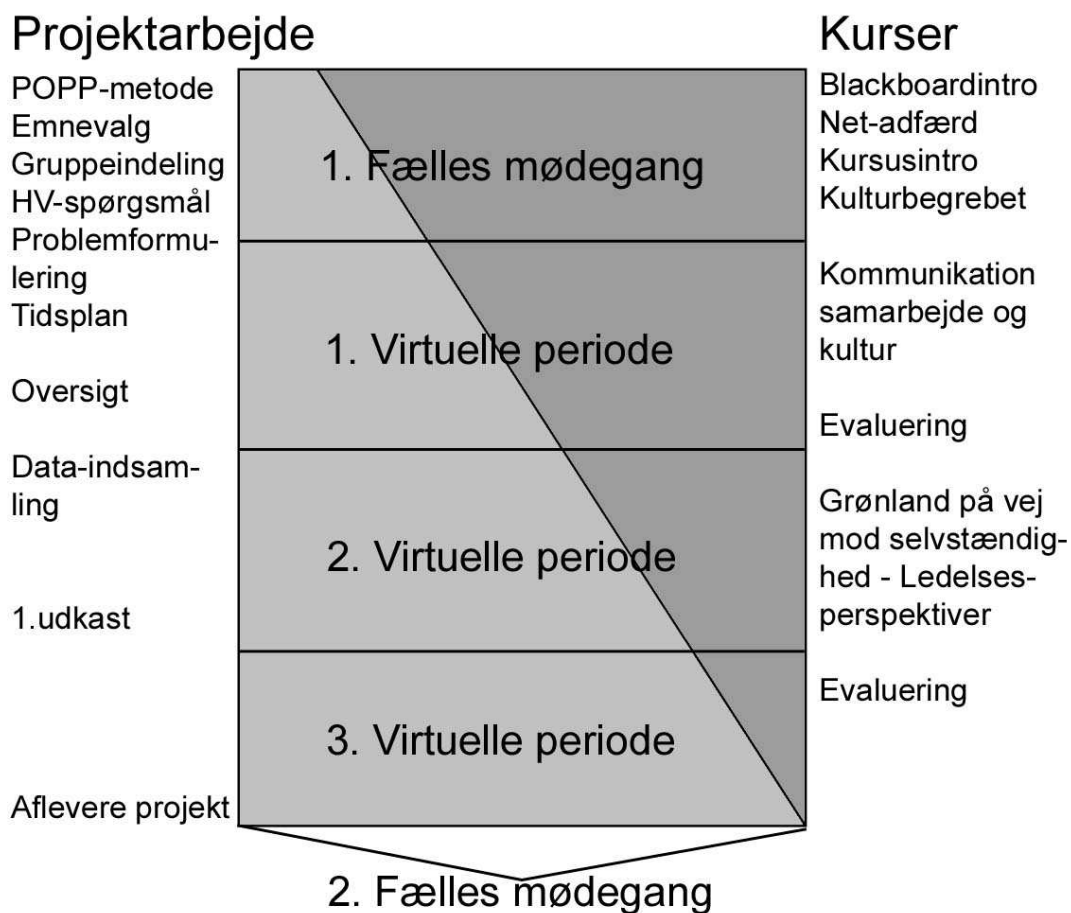 Projektarbejde
POPP-metode
Emnevalg
Gruppeindeling
HV-spørgsmål
Problemformu-
lering
Tidsplan
Oversigt
Data-indsam-
ling
1.udkast
Aflevere projekt
1. Fælles mødegang
1. Virtuelle periode
2. Virtuelle periode
3. Virtuelle periode
2. Fælles mødegang
Kurser
Blackboardintro
Net-adfærd
Kursusintro
Kulturbegrebet
Kommunikation
samarbejde og
kultur
Evaluering
Grønland på vej
mod selvstændig-
hed - Ledelses-
perspektiver
Evaluering